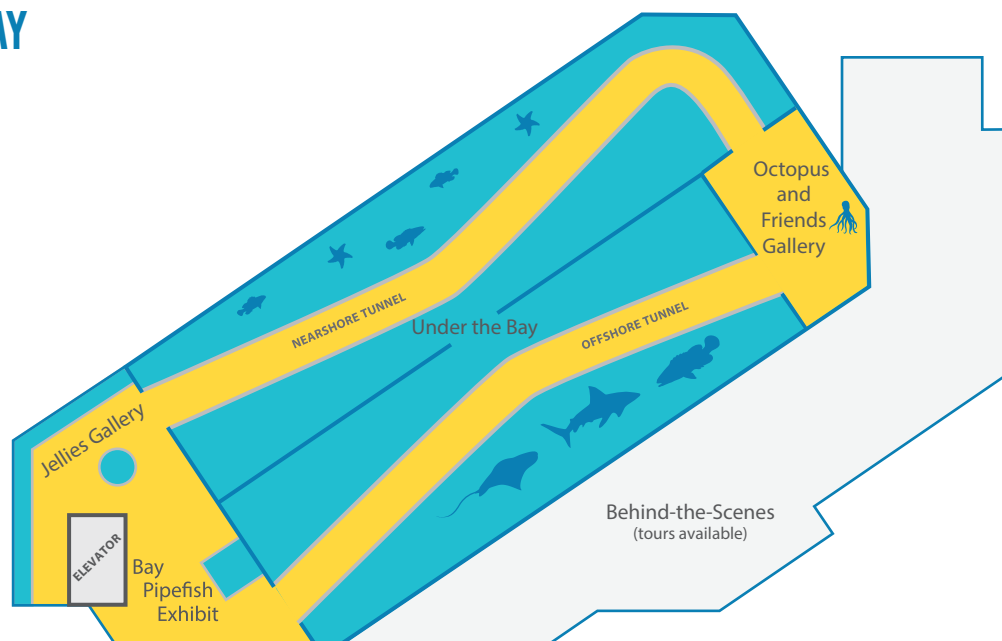 Octopus
and
Friends
Gallery
NEARSHORE TUNNEL
Under the Bay
OFFSHORE TUNNEL
Jellies Gallery
ELEVATOR
Bay
Pipefish
Exhibit
Behind-the-Scenes
(tours available)